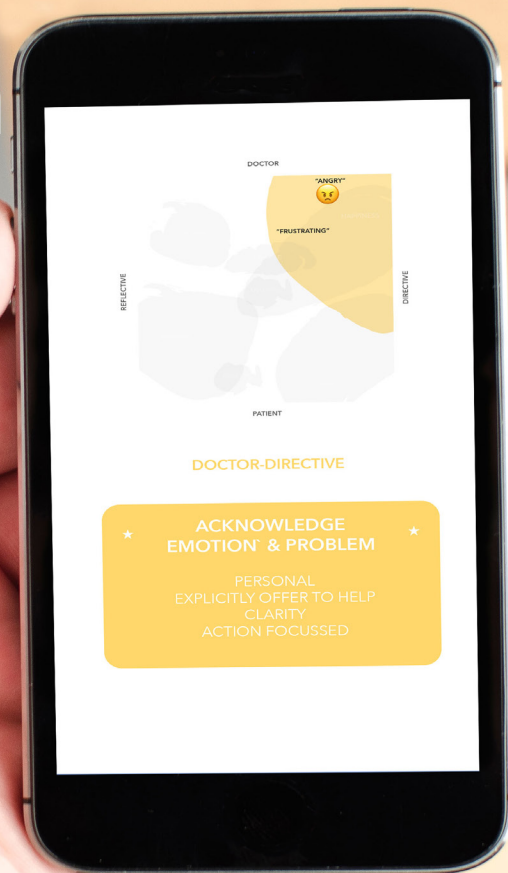 DOCTOR
"ANGRY"
"FRUSTRATING"
REFLECTIVE
DIRECTIVE
PATIENT
DOCTOR-DIRECTIVE
ACKNOWLEDGE
EMOTION` & PROBLEM
PERSONAL
EXPLICITLY OFFER TO HELP
CLARITY
ACTION FOCUSSED